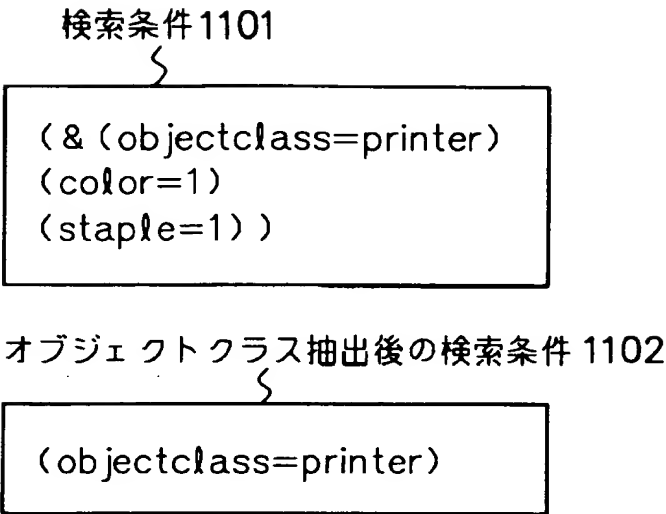 検索条件1101
(&(objectclass=printer)
(color=1)
(staple=1))
オブジェクトクラス抽出後の検索条件1102
(objectclass=printer)